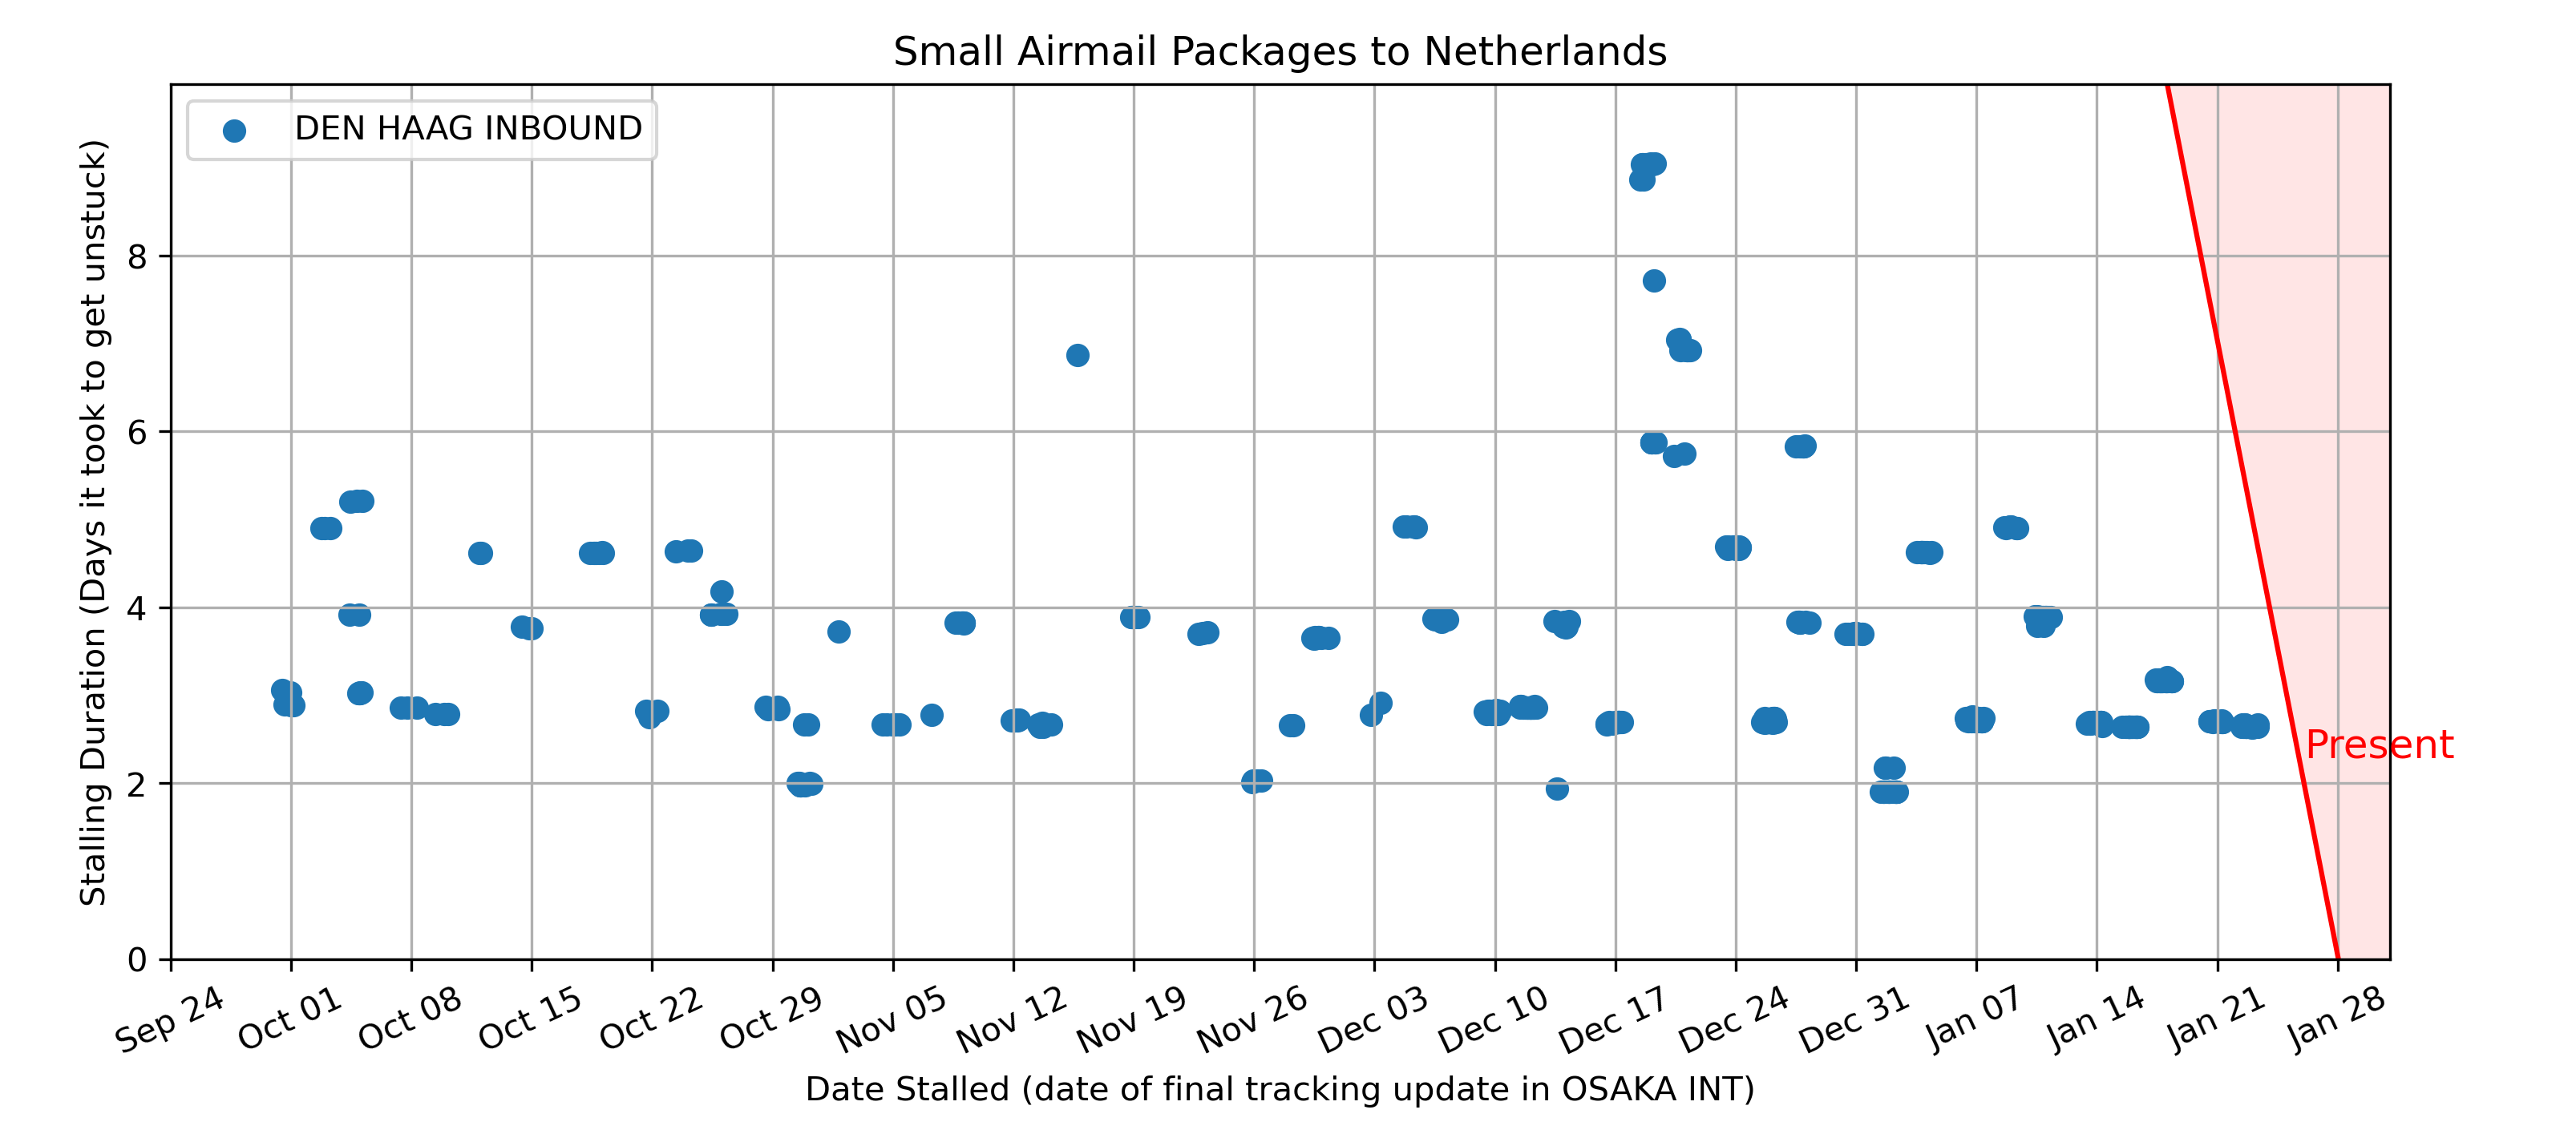 Small Airmail Packages to Netherlands
DEN HAAG INBOUND
Stalling Duration (Days it took to get unstuck)
8
6
4
2
0
Present
Sep 24
Oct 01
Oct 08
Oct 15
Oct 22
Oct 29
Nov 05
Nov 12
Nov 19
Nov 26
Dec 03
Dec 10
Dec 17
Dec 24
Dec 31
Jan 07
Jan 14
Jan 21
Jan 28
Date Stalled (date of final tracking update in OSAKA INT)